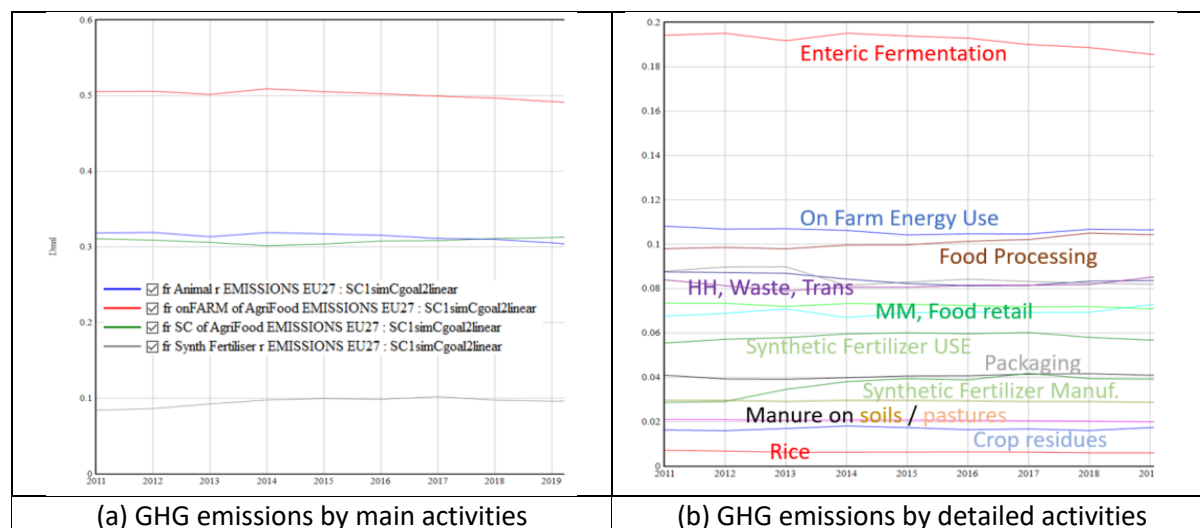 0.6
0.5
0.4
0.3
0.2
0.1
0
Dmnl
fr Animal r EMISSIONS EU27 : SC1simCgoal2linear
fr onFARM of AgriFood EMISSIONS EU27 : SC1simCgoal2linear
fr SC of AgriFood EMISSIONS EU27 : SC1simCgoal2linear
fr Synth Fertiliser r EMISSIONS EU27 : SC1simCgoal2linear
2011 2012 2013 2014 2015 2016 2017 2018 2019
(a) GHG emissions by main activities
0.2
0.18
0.16
0.14
0.12
0.1
0.08
0.06
0.04
0.02
0
Enteric Fermentation
On Farm Energy Use
Food Processing
HH, Waste, Trans
MM, Food retail
Synthetic Fertilizer USE
Packaging
Synthetic Fertilizer Manuf.
Manure on soils / pastures
Crop residues
Rice
2011 2012 2013 2014 2015 2016 2017 2018 201
(b) GHG emissions by detailed activities